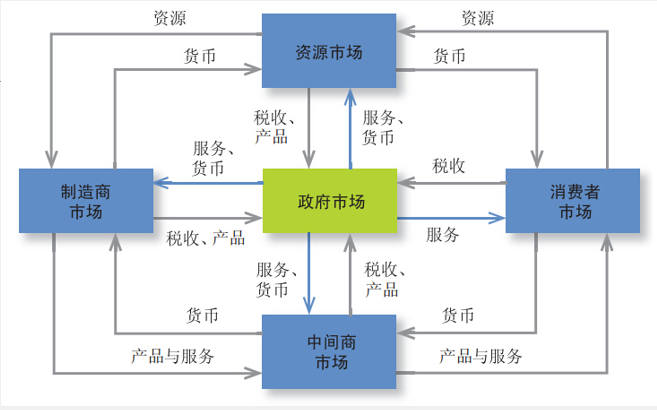 资源
资源
资源市场
货币
货币
税收、
产品
服务、
货币
服务、
货币
税收
制造商
市场
政府市场
消费者
市场
税收、产品
服务
服务、
货币
税收、
产品
货币
货币
中间商
市场
产品与服务
产品与服务